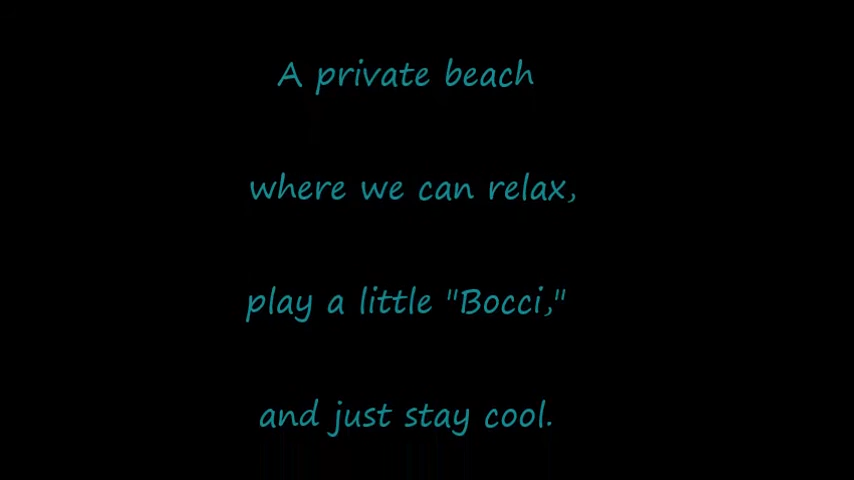 A private beach
where we can relax,
play a little "Bocci,"
and just stay cool.